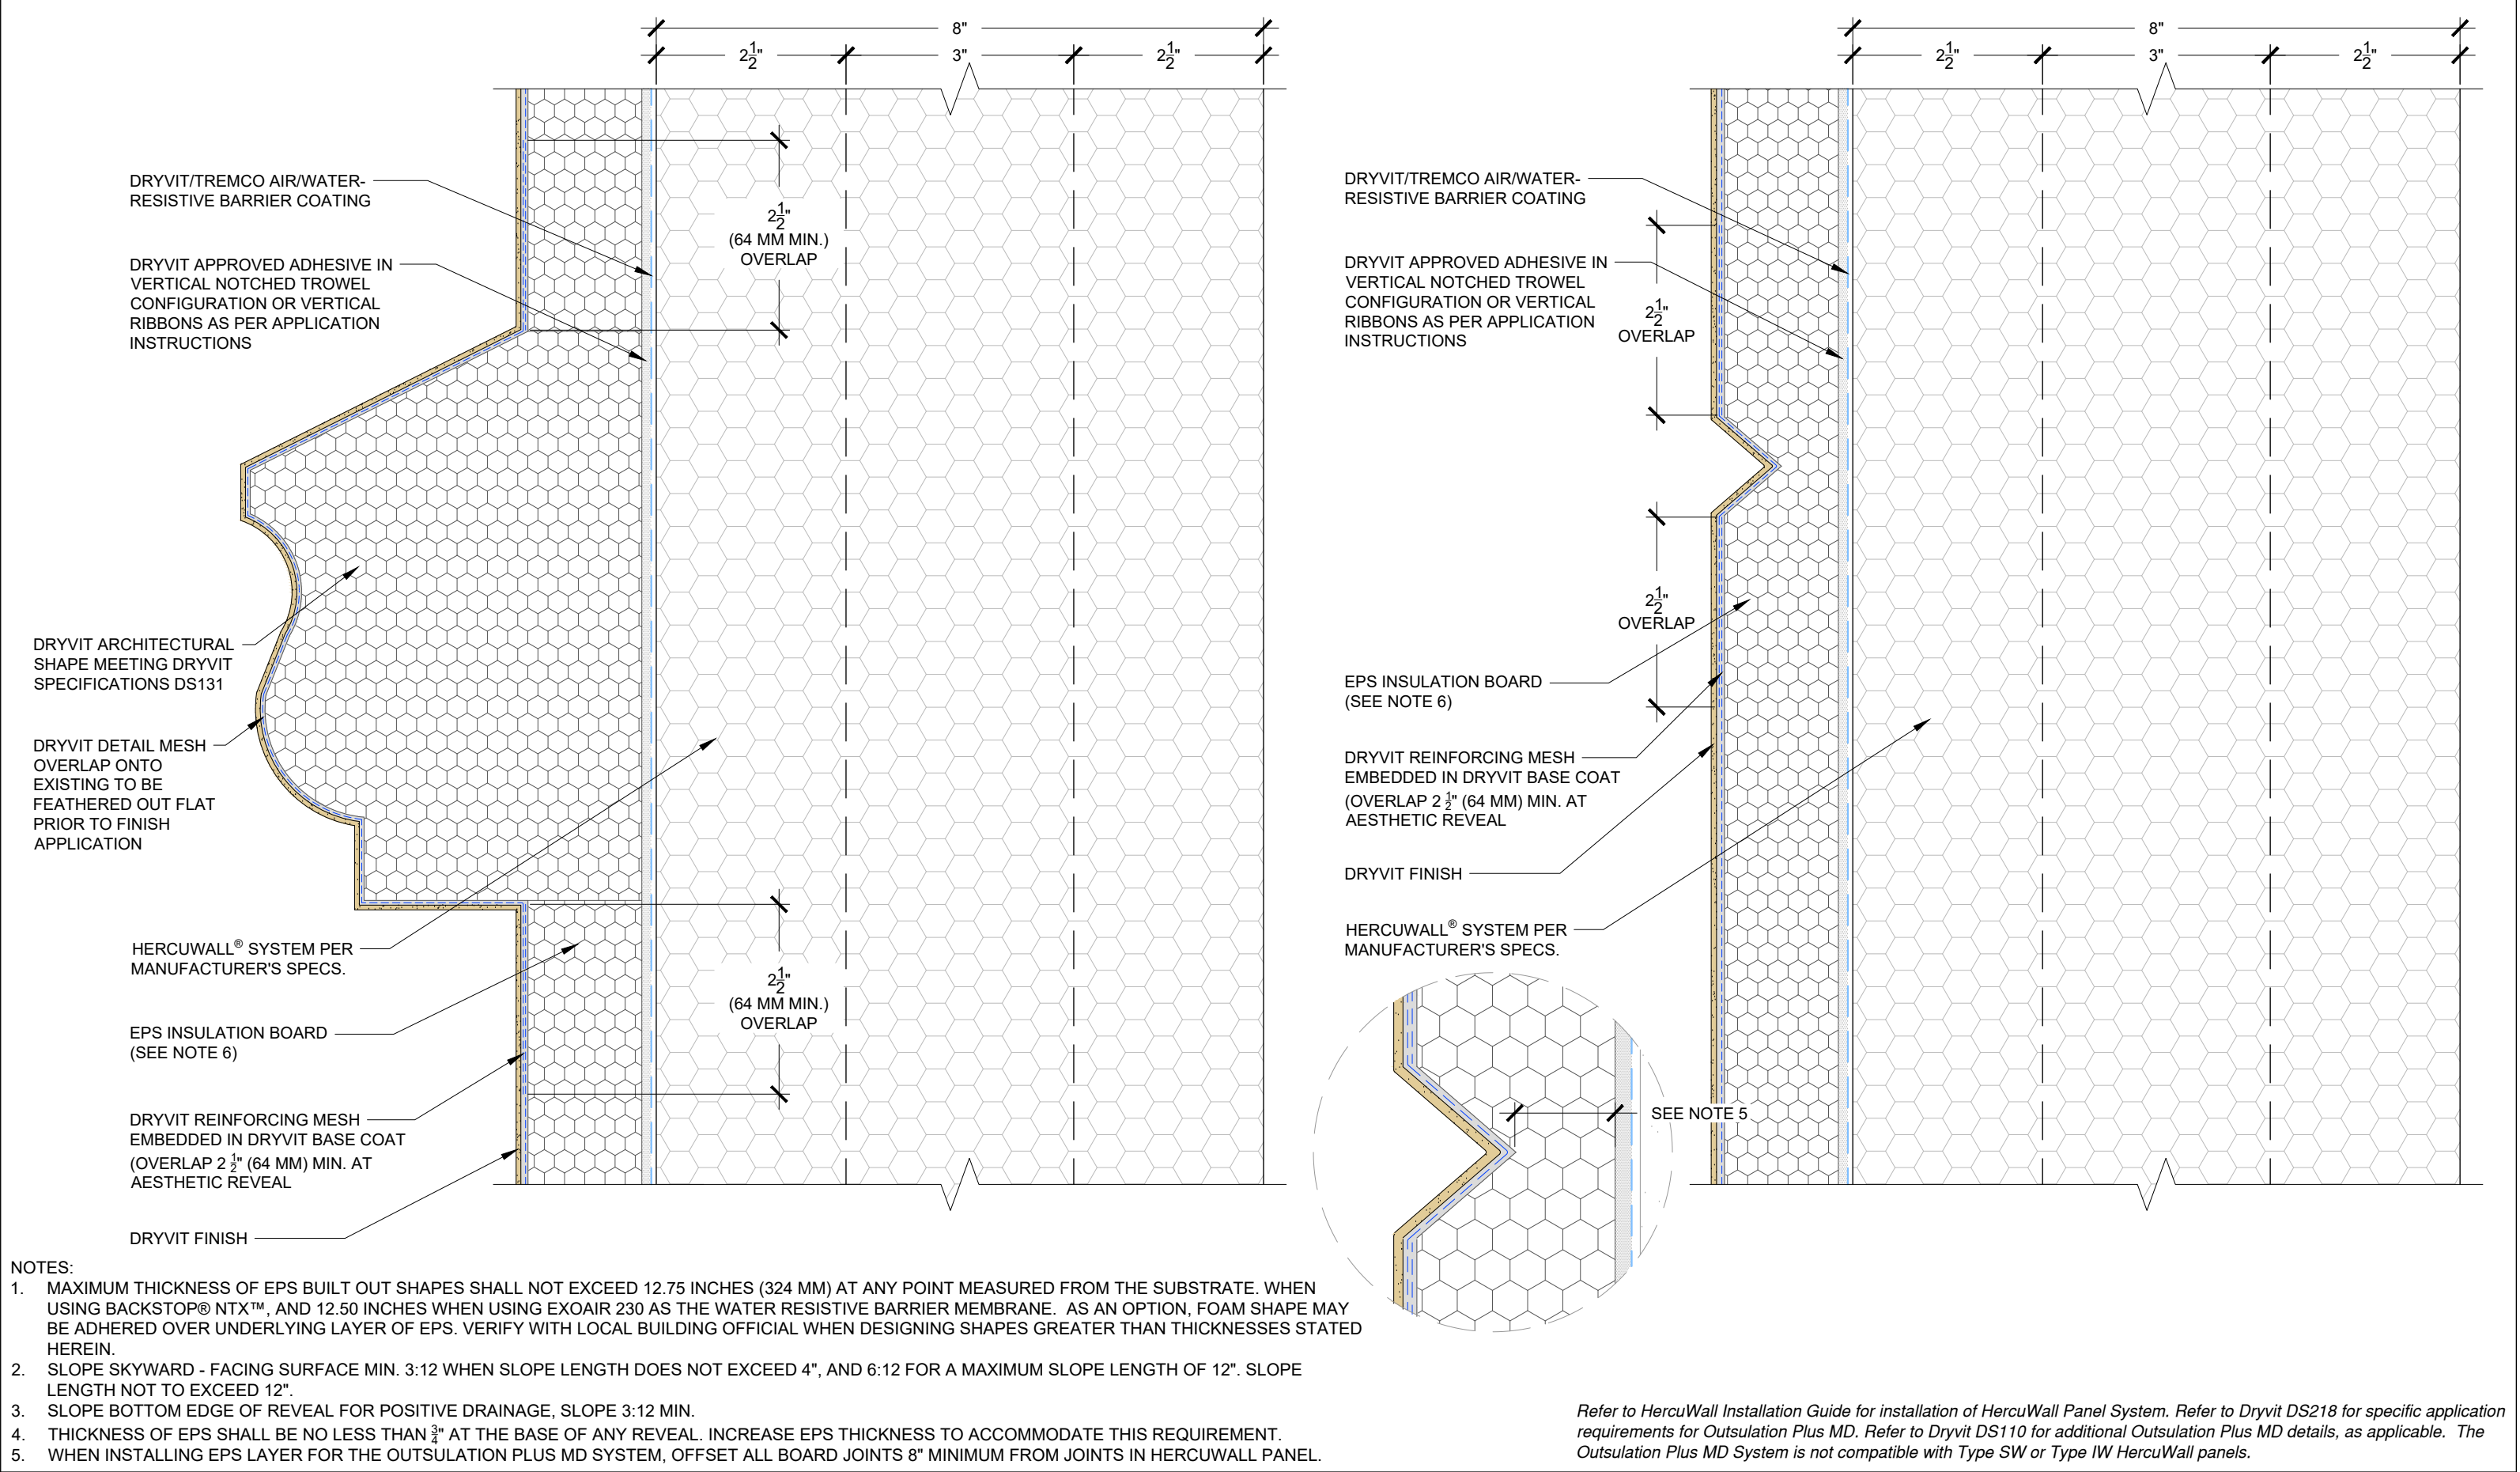 8"
2 1/2"
3"
2 1/2"
DRYVIT/TREMCO AIR/WATER-
RESISTIVE BARRIER COATING
2 1/2"
(64 MM MIN.)
OVERLAP
DRYVIT APPROVED ADHESIVE IN
VERTICAL NOTCHED TROWEL
CONFIGURATION OR VERTICAL
RIBBONS AS PER APPLICATION
INSTRUCTIONS
DRYVIT ARCHITECTURAL
SHAPE MEETING DRYVIT
SPECIFICATIONS DS131
DRYVIT DETAIL MESH
OVERLAP ONTO
EXISTING TO BE
FEATHERED OUT FLAT
PRIOR TO FINISH
APPLICATION
HERCUWALL® SYSTEM PER
MANUFACTURER'S SPECS.
2 1/2"
(64 MM MIN.)
OVERLAP
EPS INSULATION BOARD
(SEE NOTE 6)
DRYVIT REINFORCING MESH
EMBEDDED IN DRYVIT BASE COAT
(OVERLAP 2 1/2" (64 MM) MIN. AT
AESTHETIC REVEAL
DRYVIT FINISH
8"
2 1/2"
3"
2 1/2"
DRYVIT/TREMCO AIR/WATER-
RESISTIVE BARRIER COATING
DRYVIT APPROVED ADHESIVE IN
VERTICAL NOTCHED TROWEL
CONFIGURATION OR VERTICAL
RIBBONS AS PER APPLICATION
INSTRUCTIONS
2 1/2"
OVERLAP
2 1/2"
OVERLAP
EPS INSULATION BOARD
(SEE NOTE 6)
DRYVIT REINFORCING MESH
EMBEDDED IN DRYVIT BASE COAT
(OVERLAP 2 1/2" (64 MM) MIN. AT
AESTHETIC REVEAL
DRYVIT FINISH
HERCUWALL® SYSTEM PER
MANUFACTURER'S SPECS.
SEE NOTE 5
NOTES:
1. MAXIMUM THICKNESS OF EPS BUILT OUT SHAPES SHALL NOT EXCEED 12.75 INCHES (324 MM) AT ANY POINT MEASURED FROM THE SUBSTRATE. WHEN
USING BACKSTOP® NTX™, AND 12.50 INCHES WHEN USING EXOAIR 230 AS THE WATER RESISTIVE BARRIER MEMBRANE. AS AN OPTION, FOAM SHAPE MAY
BE ADHERED OVER UNDERLYING LAYER OF EPS. VERIFY WITH LOCAL BUILDING OFFICIAL WHEN DESIGNING SHAPES GREATER THAN THICKNESSES STATED
HEREIN.
2. SLOPE SKYWARD - FACING SURFACE MIN. 3:12 WHEN SLOPE LENGTH DOES NOT EXCEED 4", AND 6:12 FOR A MAXIMUM SLOPE LENGTH OF 12". SLOPE
LENGTH NOT TO EXCEED 12".
3. SLOPE BOTTOM EDGE OF REVEAL FOR POSITIVE DRAINAGE, SLOPE 3:12 MIN.
4. THICKNESS OF EPS SHALL BE NO LESS THAN 3/4" AT THE BASE OF ANY REVEAL. INCREASE EPS THICKNESS TO ACCOMMODATE THIS REQUIREMENT.
5. WHEN INSTALLING EPS LAYER FOR THE OUTSULATION PLUS MD SYSTEM, OFFSET ALL BOARD JOINTS 8" MINIMUM FROM JOINTS IN HERCUWALL PANEL.
Refer to HercuWall Installation Guide for installation of HercuWall Panel System. Refer to Dryvit DS218 for specific application
requirements for Outsulation Plus MD. Refer to Dryvit DS110 for additional Outsulation Plus MD details, as applicable. The
Outsulation Plus MD System is not compatible with Type SW or Type IW HercuWall panels.